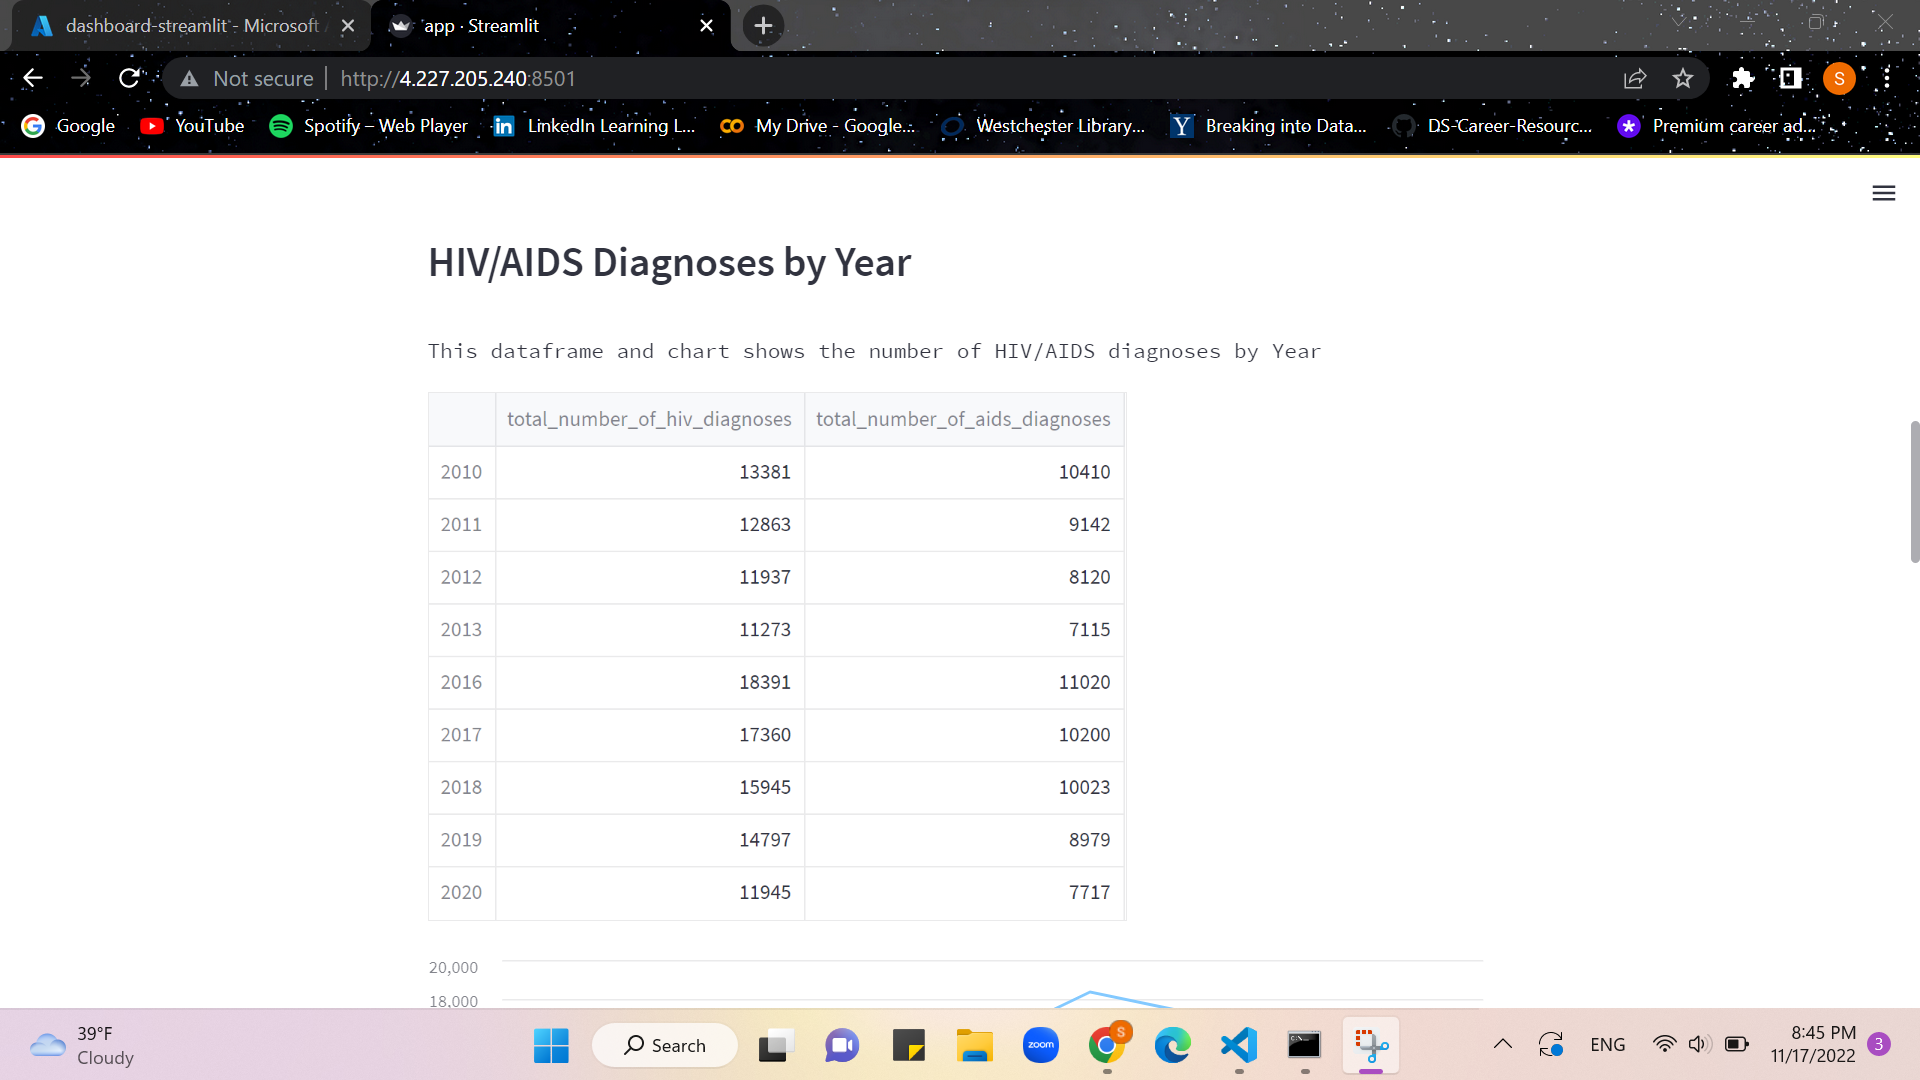 dashboard-streamlit - Microsoft
app · Streamlit
Not secure http://4.227.205.240:8501
S
Google
YouTube
Spotify – Web Player
LinkedIn Learning L...
My Drive - Google...
Westchester Library...
Y Breaking into Data...
DS-Career-Resourc...
Premium career ad...
HIV/AIDS Diagnoses by Year
This dataframe and chart shows the number of HIV/AIDS diagnoses by Year
total_number_of_hiv_diagnoses total_number_of_aids_diagnoses
2010 13381 10410
2011 12863 9142
2012 11937 8120
2013 11273 7115
2016 18391 11020
2017 17360 10200
2018 15945 10023
2019 14797 8979
2020 11945 7717
20,000
18,000
39°F
Cloudy
Search
zoom
S
ENG
8:45 PM
11/17/2022
3